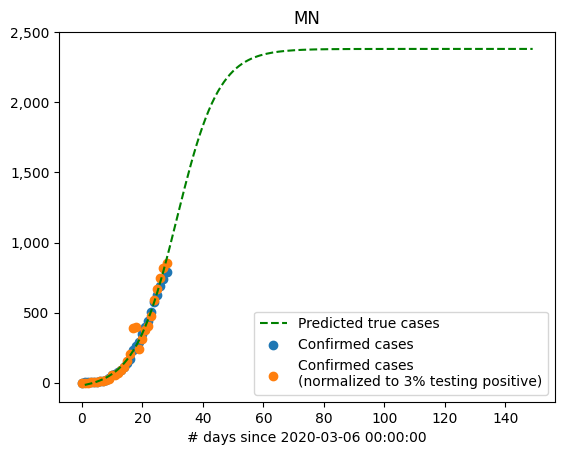 MN
2,500
2,000
1,500
1,000
500
0
Predicted true cases
Confirmed cases
Confirmed cases
(normalized to 3% testing positive)
0 20 40 60 80 100 120 140
# days since 2020-03-06 00:00:00